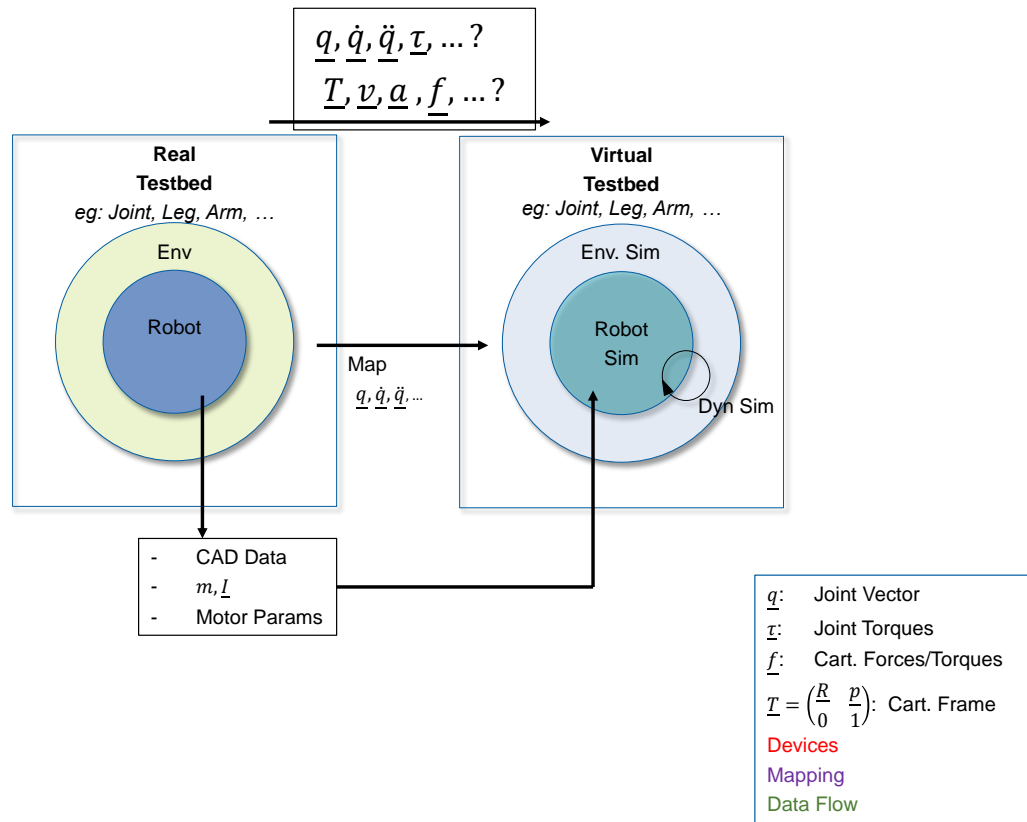 q, q̇, q̈, τ, …?
T, v, a , f, …?
Real
Testbed
eg: Joint, Leg, Arm, …
Env
Robot
Map
q, q̇, q̈, …
Virtual
Testbed
eg: Joint, Leg, Arm, …
Env. Sim
Robot
Sim
Dyn Sim
- CAD Data
- m, I
- Motor Params
q: Joint Vector
τ: Joint Torques
f: Cart. Forces/Torques
T = (R p
0 1): Cart. Frame
Devices
Mapping
Data Flow